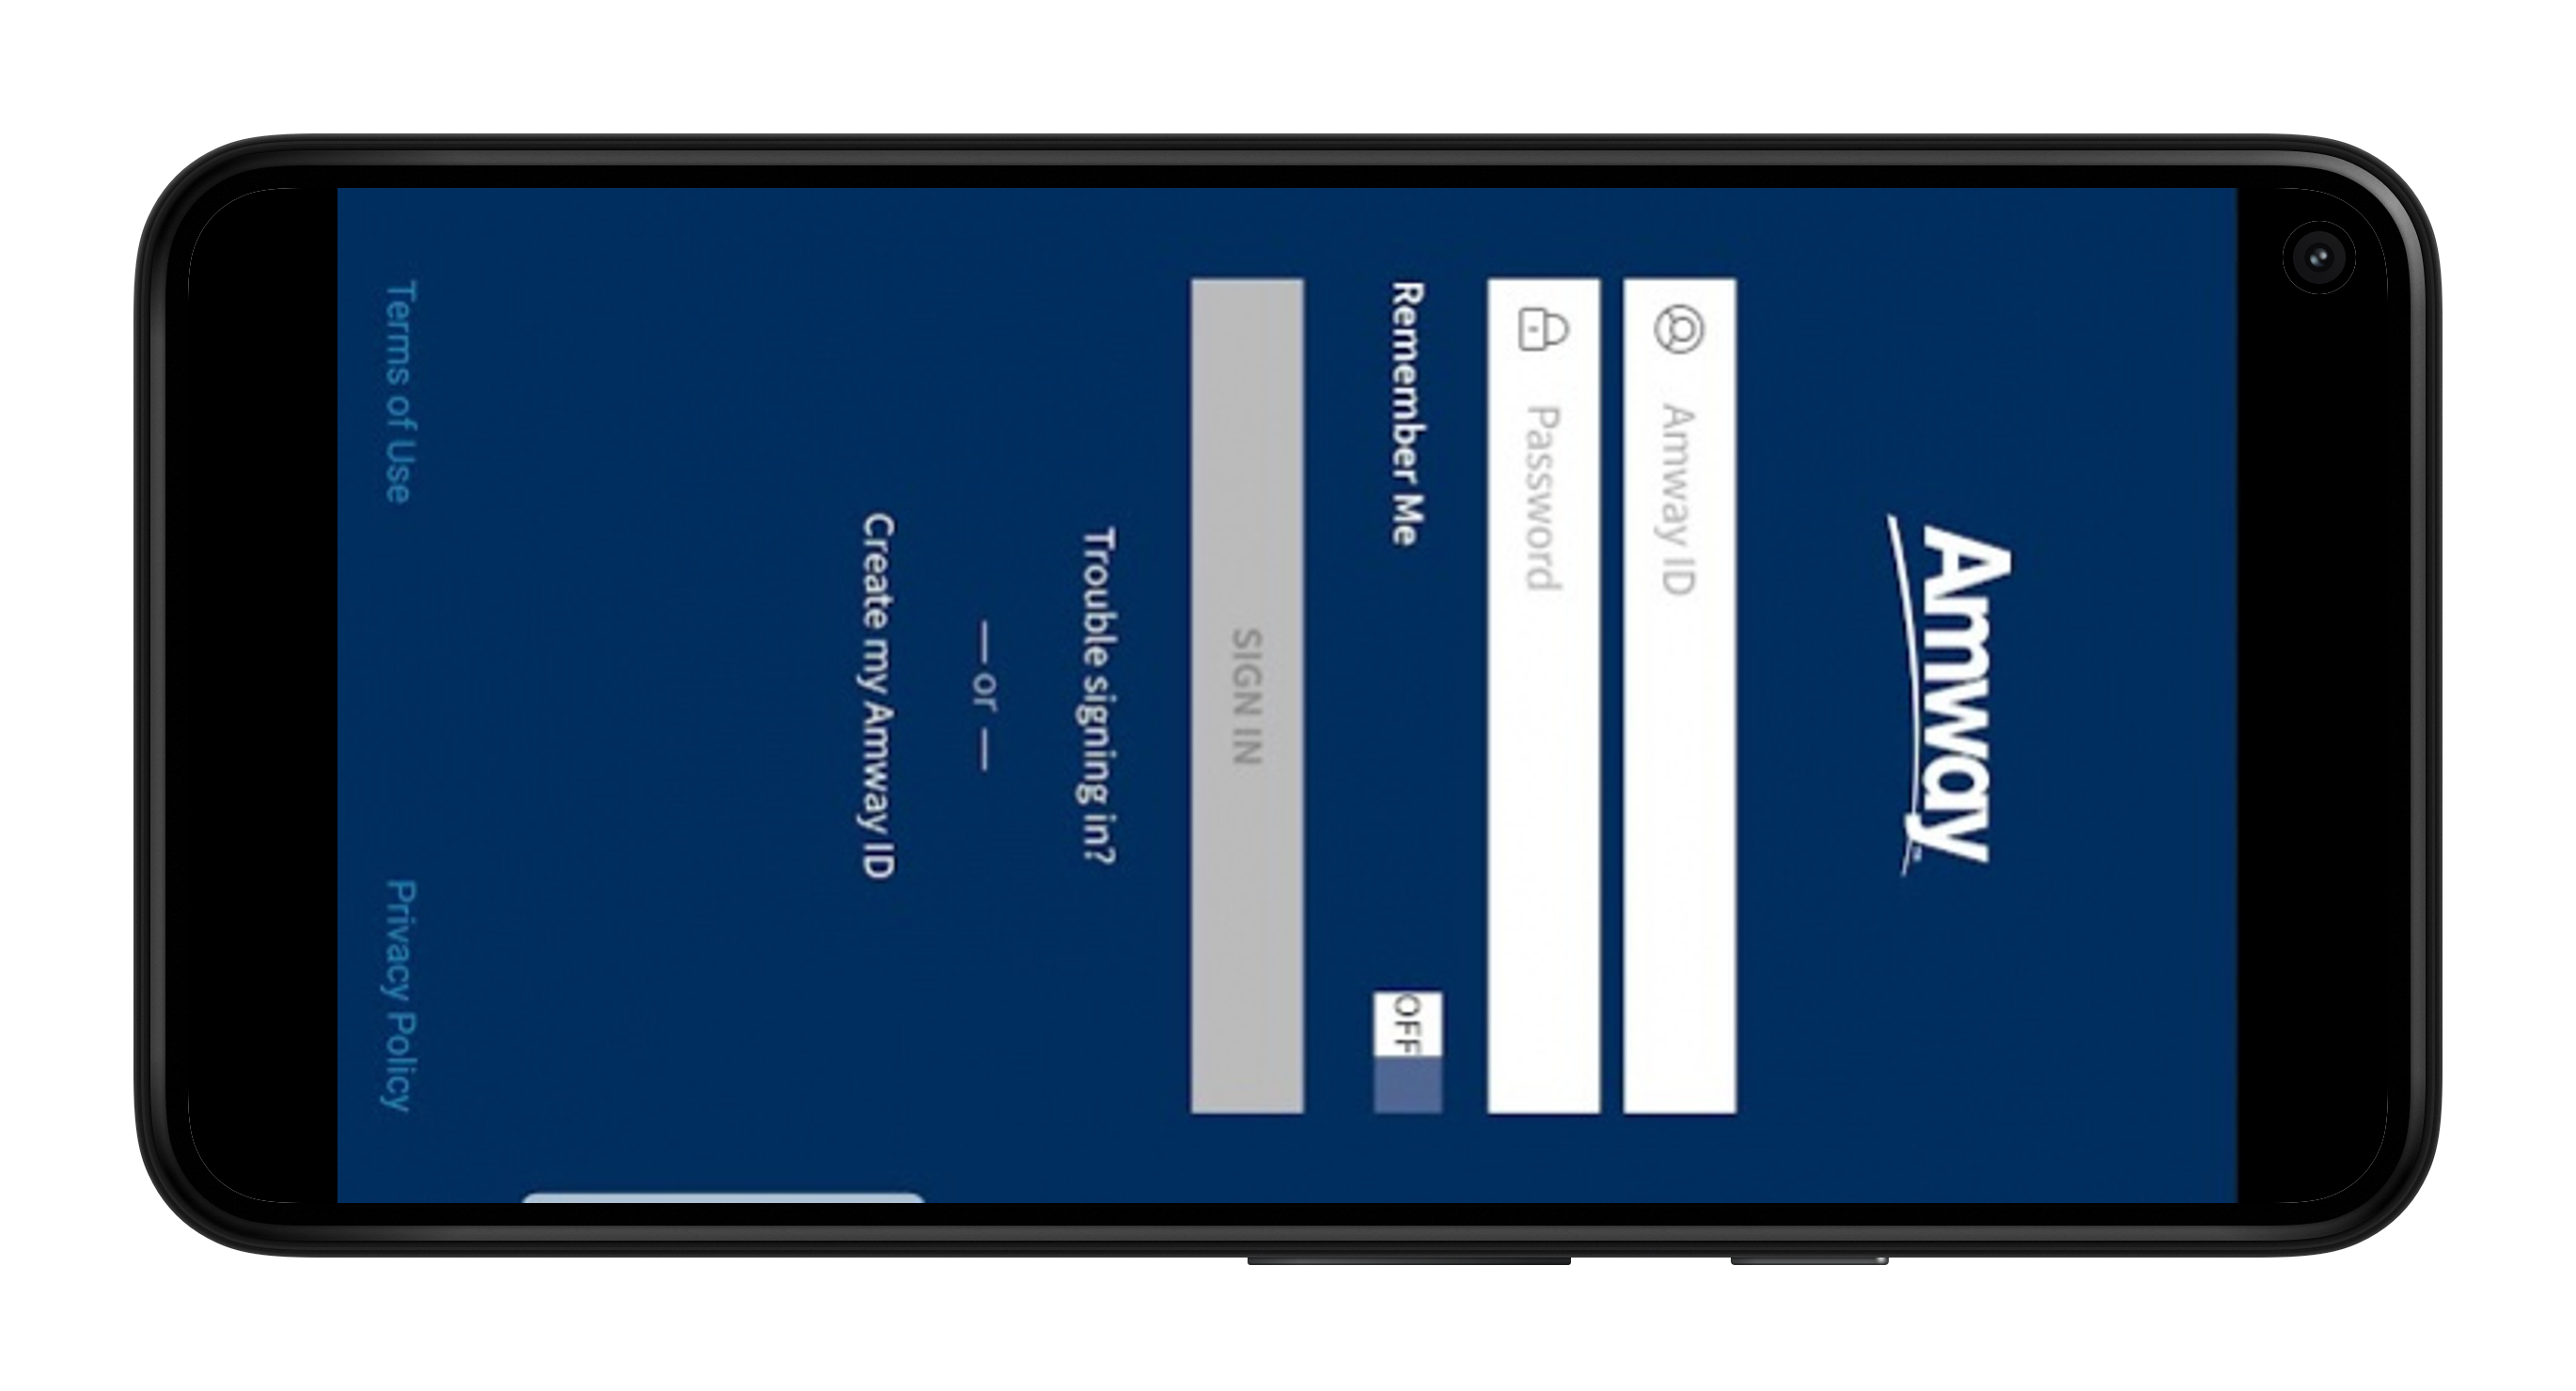 Amway
Amway ID
Password
Remember Me OFF
SIGN IN
Trouble signing in?
— or —
Create my Amway ID
Terms of Use Privacy Policy